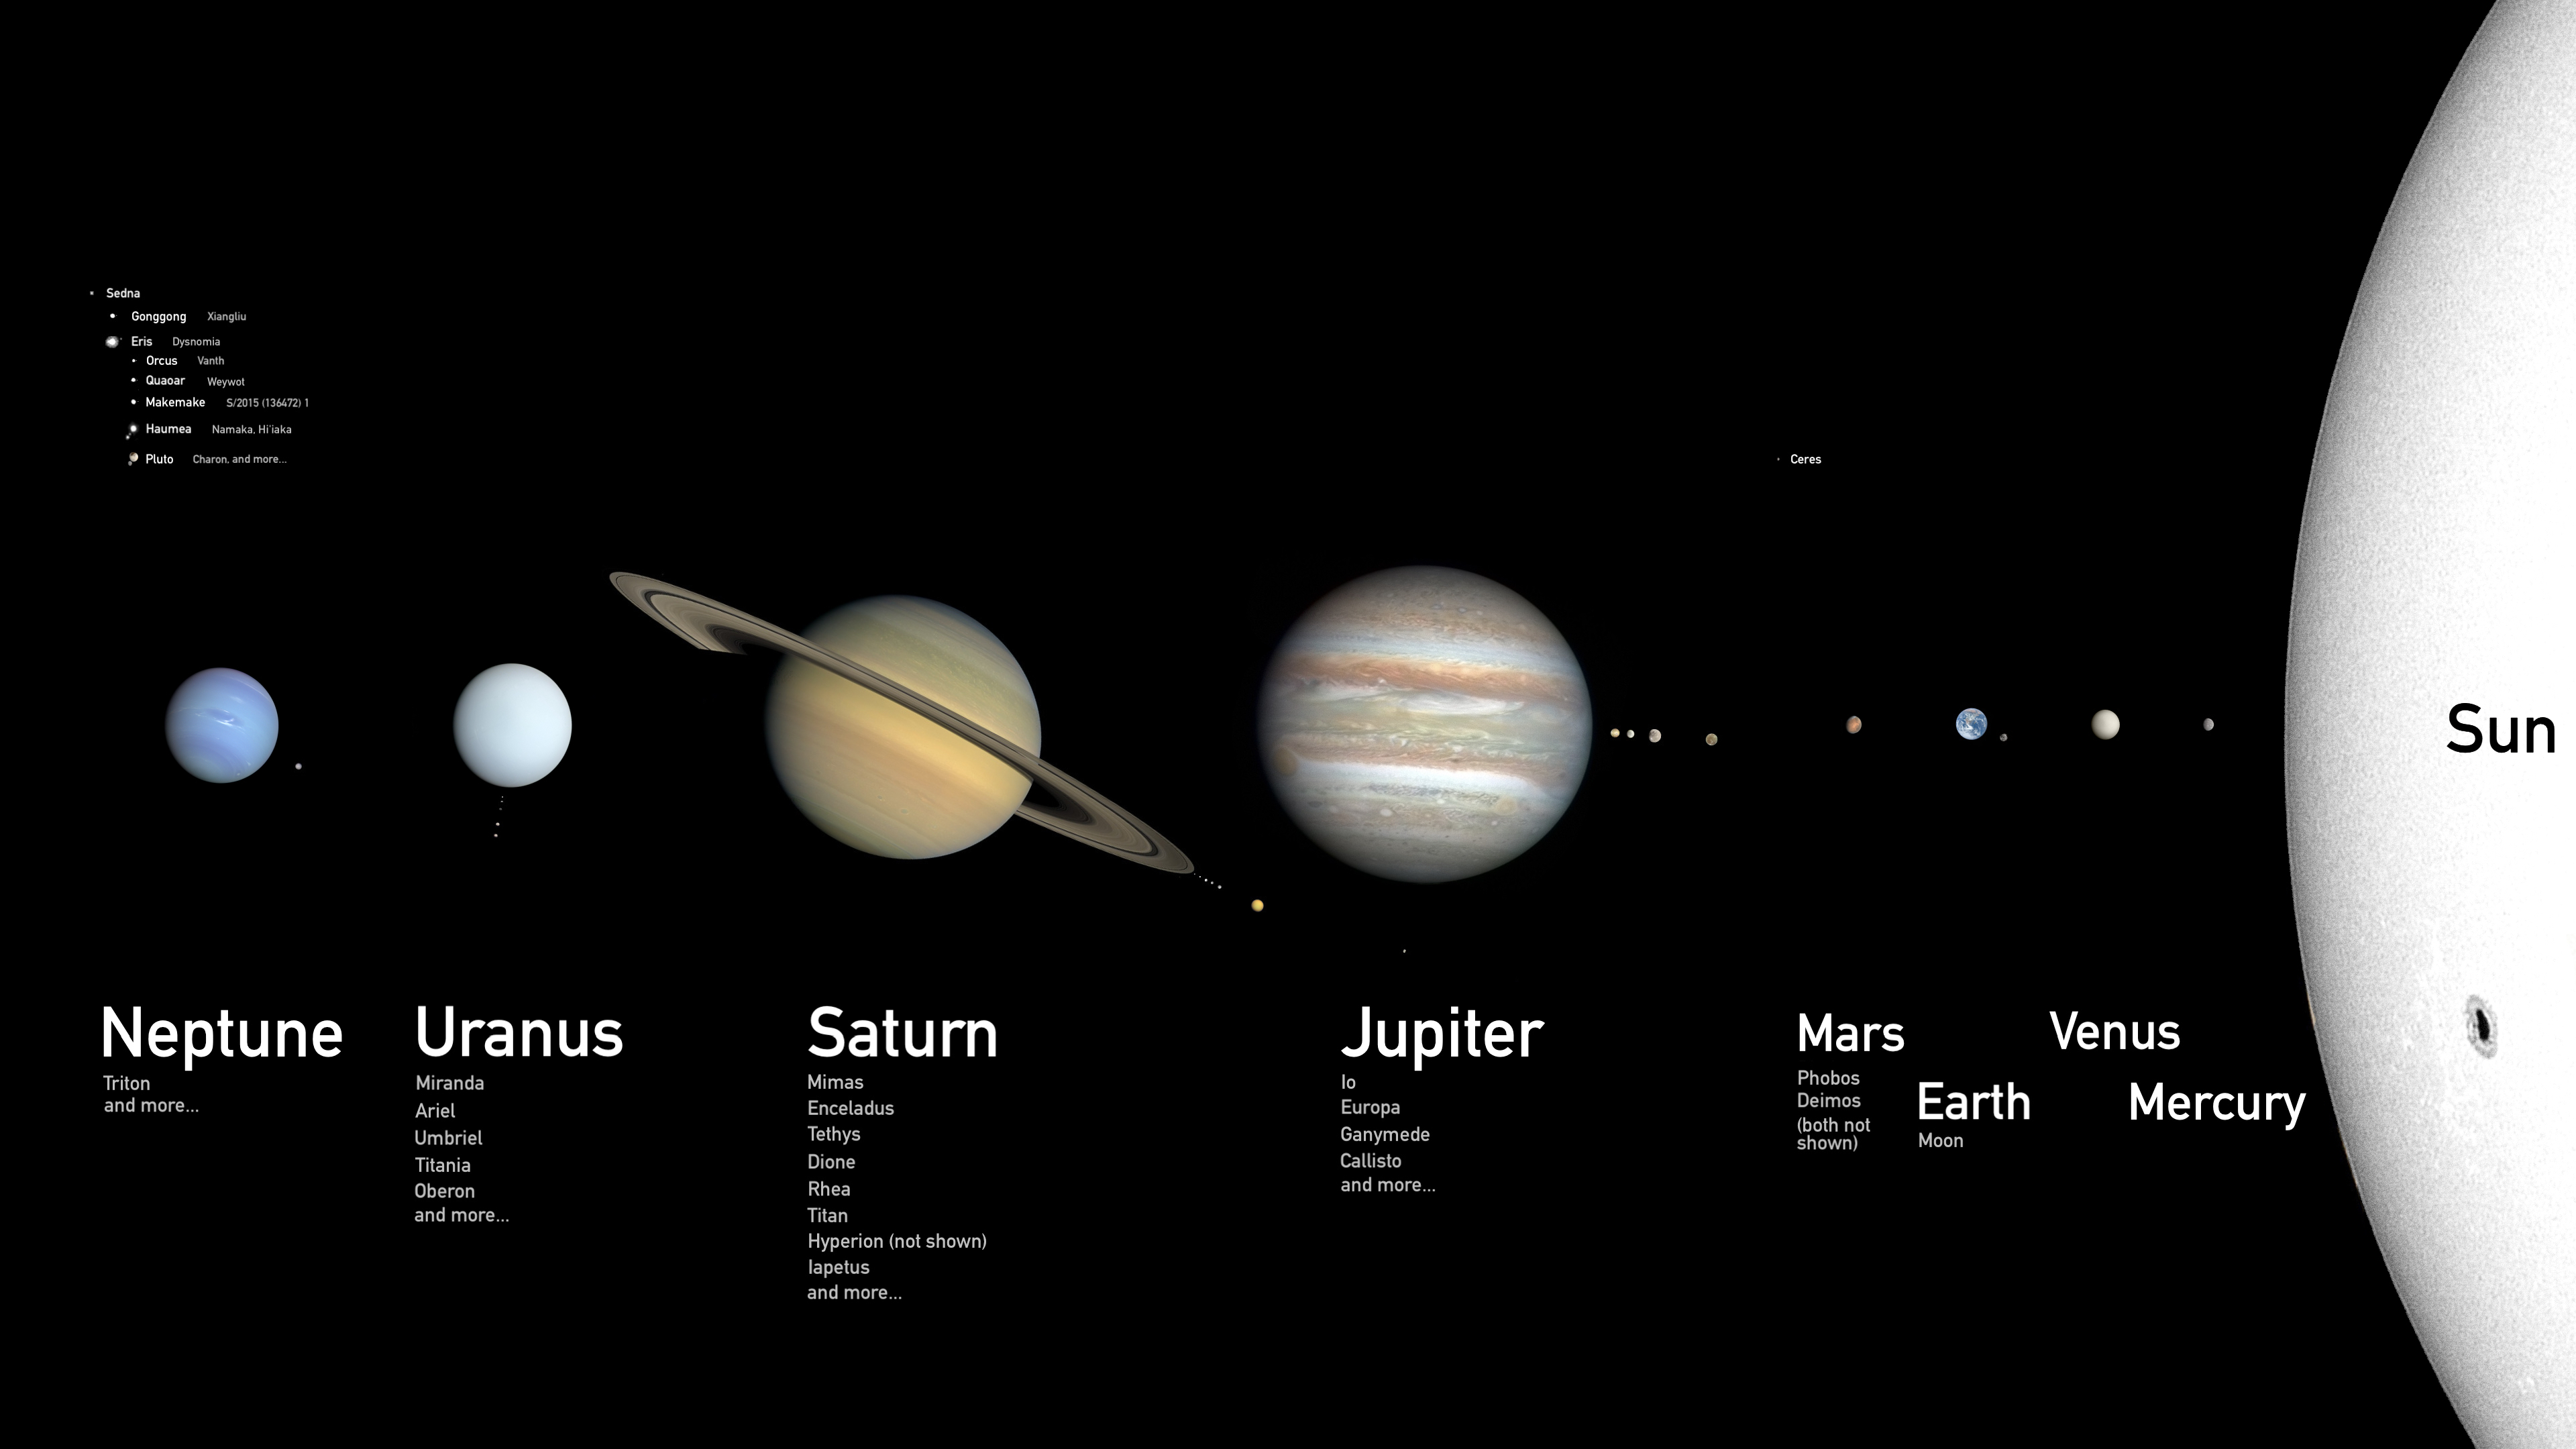 Sedna
Gonggong Xiangliu
Eris Dysnomia
Orcus Vanth
Quaoar Weywot
Makemake S/2015 (136472) 1
Haumea Namaka, Hi'iaka
Pluto Charon, and more...
Ceres
Sun
Neptune
Triton
and more...
Uranus
Miranda
Ariel
Umbriel
Titania
Oberon
and more...
Saturn
Mimas
Enceladus
Tethys
Dione
Rhea
Titan
Hyperion (not shown)
Iapetus
and more...
Jupiter
Io
Europa
Ganymede
Callisto
and more...
Mars
Phobos
Deimos
(both not
shown)
Earth
Moon
Venus
Mercury